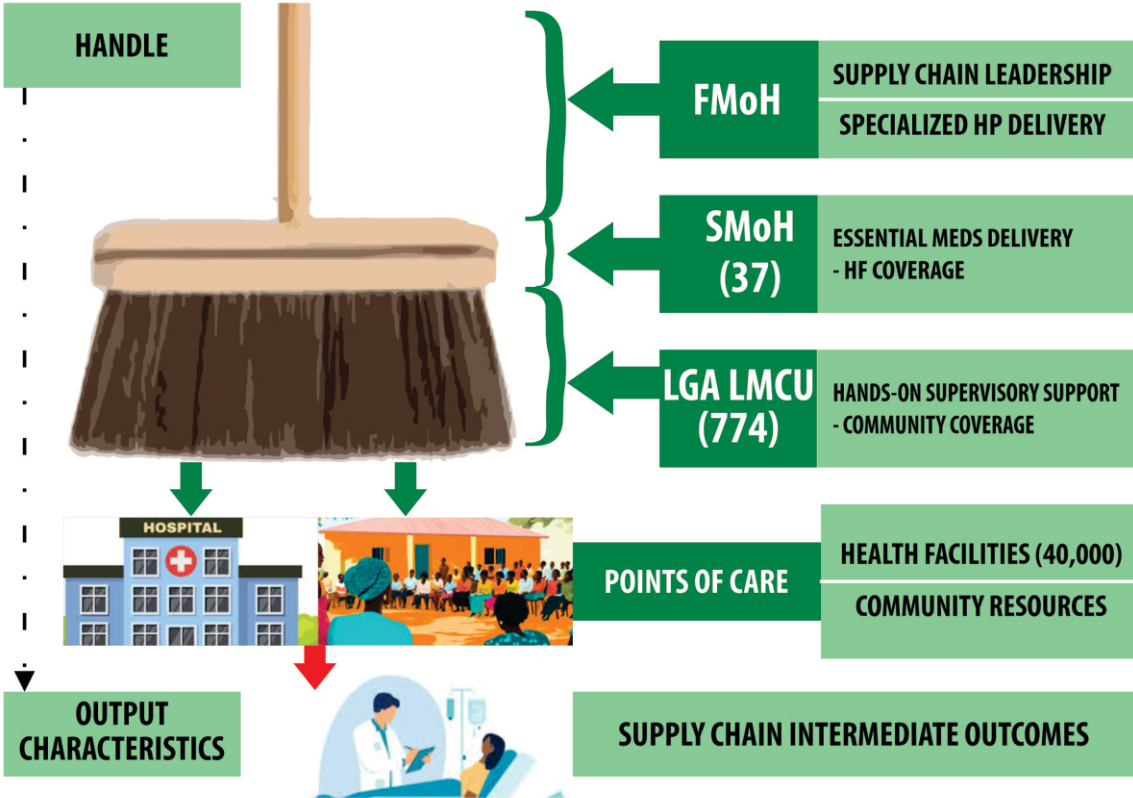 HANDLE
FMoH
SUPPLY CHAIN LEADERSHIP
SPECIALIZED HP DELIVERY
SMoH
(37)
ESSENTIAL MEDS DELIVERY
- HF COVERAGE
LGA LMCU
(774)
HANDS-ON SUPERVISORY SUPPORT
- COMMUNITY COVERAGE
HOSPITAL
POINTS OF CARE
HEALTH FACILITIES (40,000)
COMMUNITY RESOURCES
OUTPUT
CHARACTERISTICS
SUPPLY CHAIN INTERMEDIATE OUTCOMES